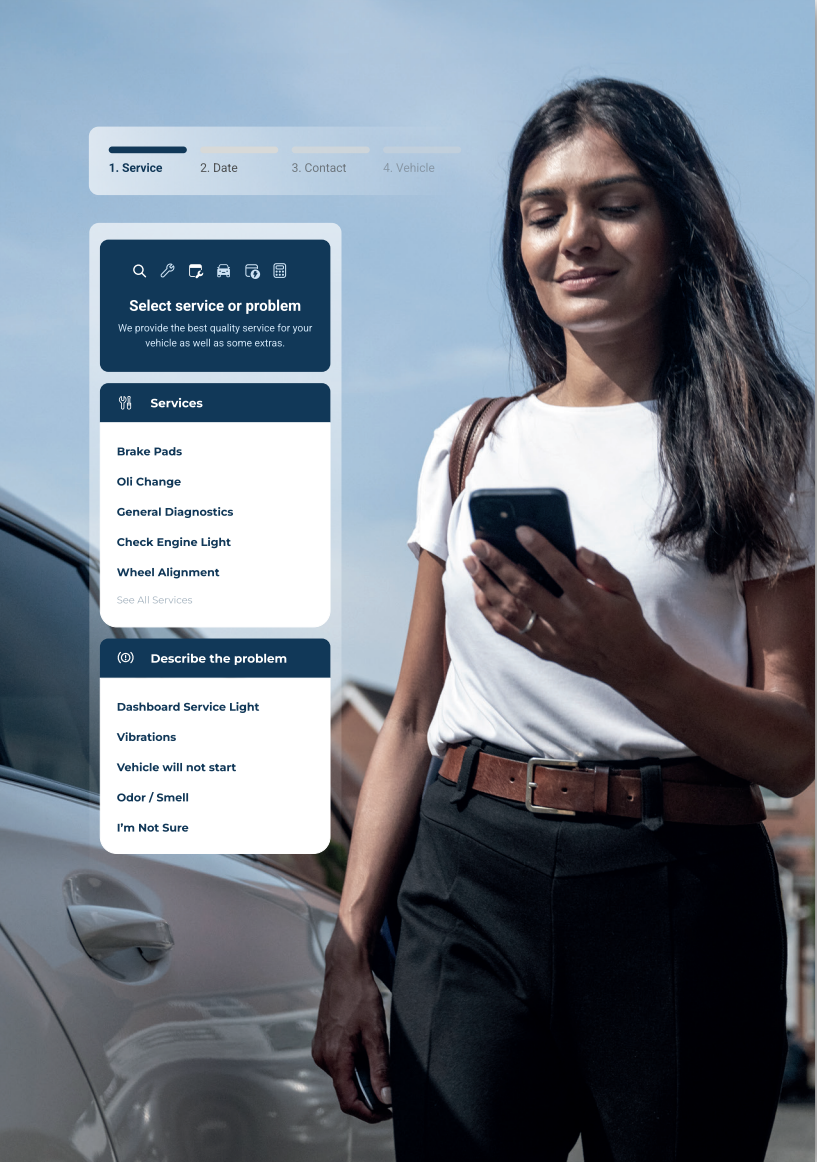 1. Service 2. Date 3. Contact 4. Vehicle
Select service or problem
We provide the best quality service for your
vehicle as well as some extras.
Services
Brake Pads
Oli Change
General Diagnostics
Check Engine Light
Wheel Alignment
See All Services
Describe the problem
Dashboard Service Light
Vibrations
Vehicle will not start
Odor / Smell
I’m Not Sure